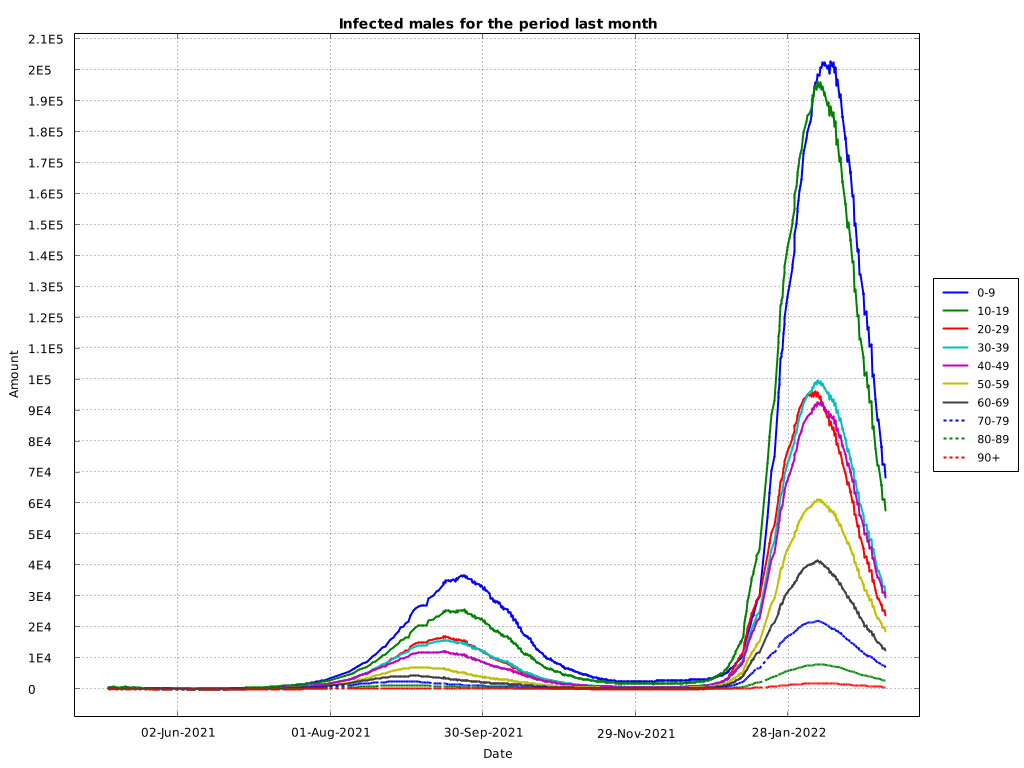 Infected males for the period last month
2.1E5
2E5
1.9E5
1.8E5
1.7E5
1.6E5
1.5E5
1.4E5
1.3E5
1.2E5
1.1E5
1E5
9E4
8E4
7E4
6E4
5E4
4E4
3E4
2E4
1E4
0
Amount
02-Jun-2021
01-Aug-2021
30-Sep-2021
29-Nov-2021
28-Jan-2022
Date
0-9
10-19
20-29
30-39
40-49
50-59
60-69
70-79
80-89
90+